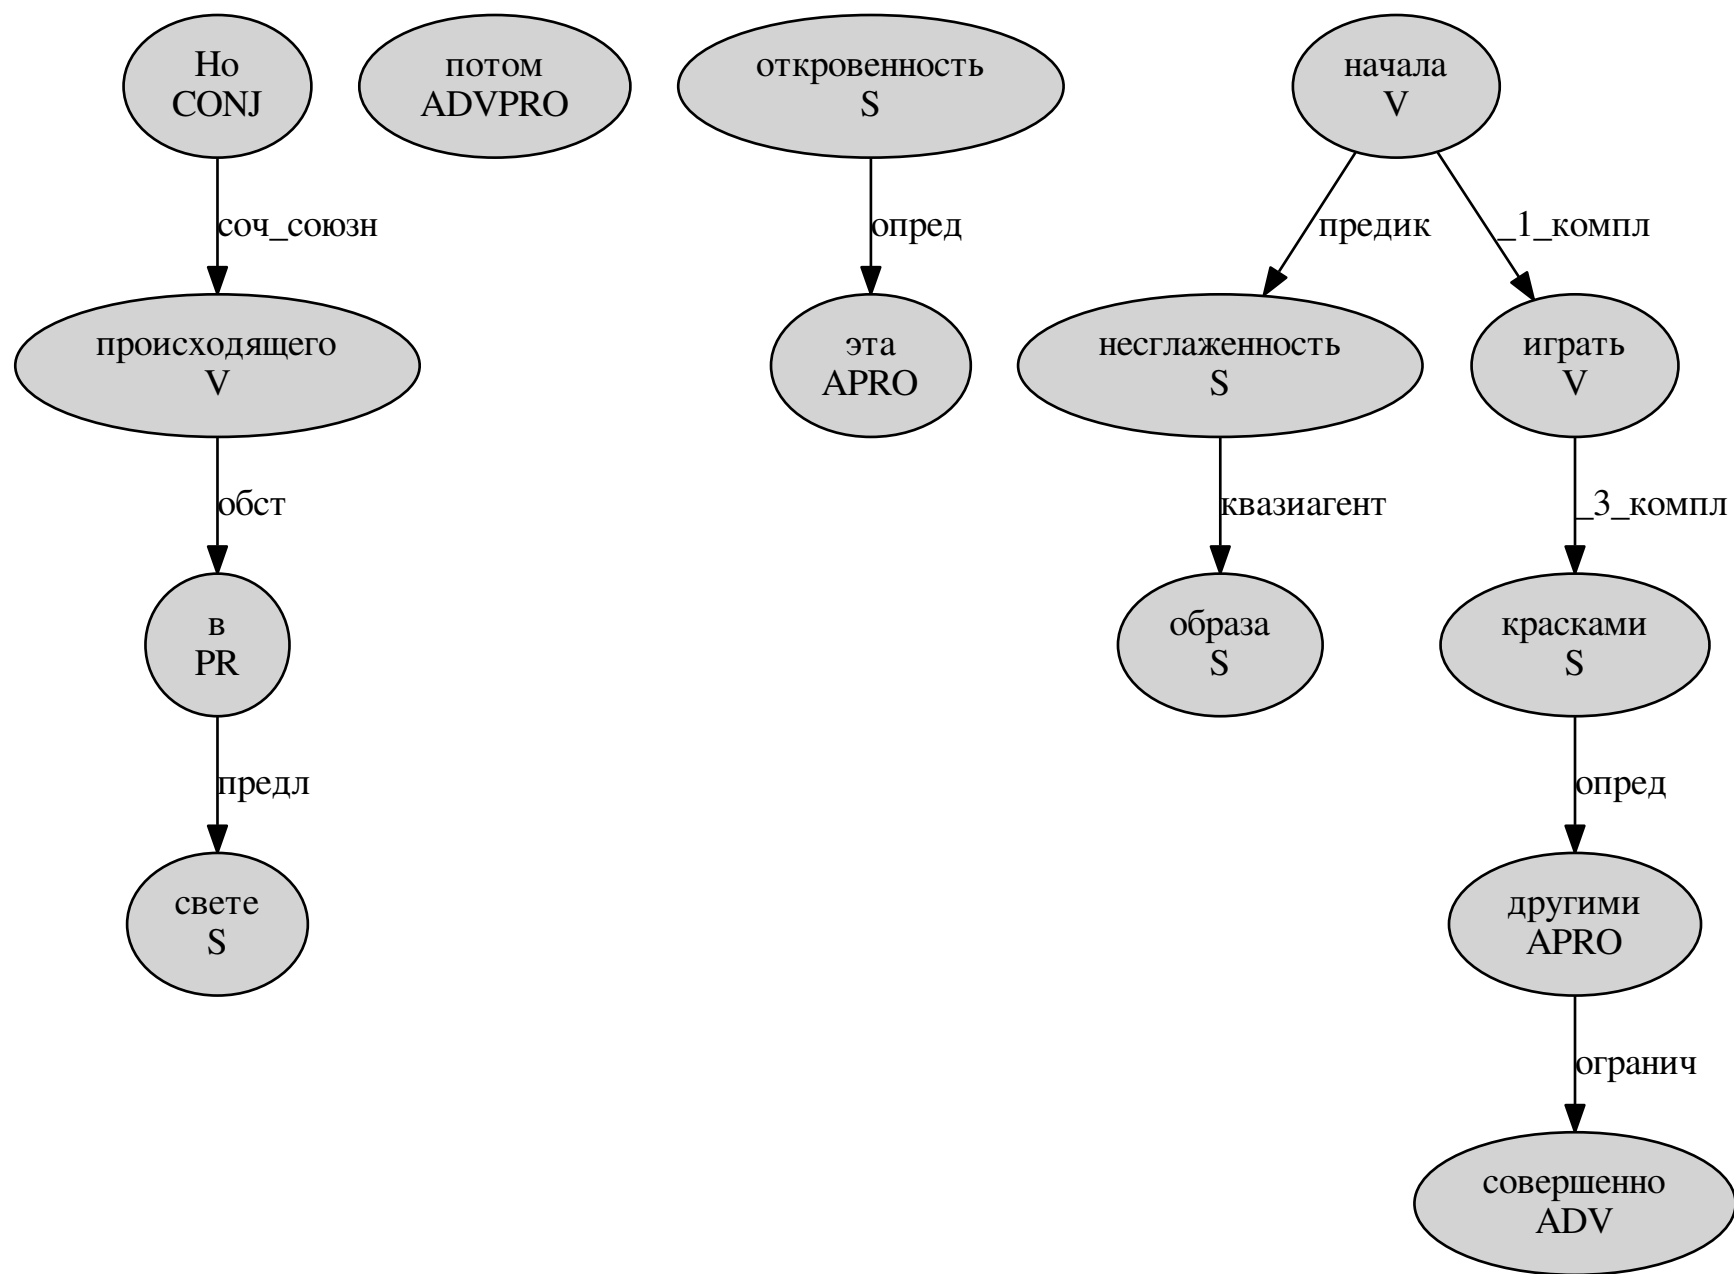 Но
CONJ
потом
ADVPRO
откровенность
S
начала
V
соч_союзн
опред
предик
_1_компл
происходящего
V
эта
APRO
несглаженность
S
играть
V
обст
квазиагент
_3_компл
в
PR
образа
S
красками
S
предл
опред
свете
S
другими
APRO
огранич
совершенно
ADV